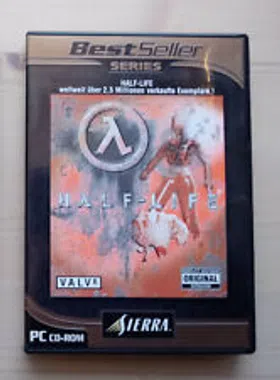 BestSeller
SERIES
HALF-LIFE
weltweit über 2,5 Millionen verkaufte Exemplare !
λ
HALF-LIFE
VALVE
ORIGINAL
PC CD-ROM
SIERRA